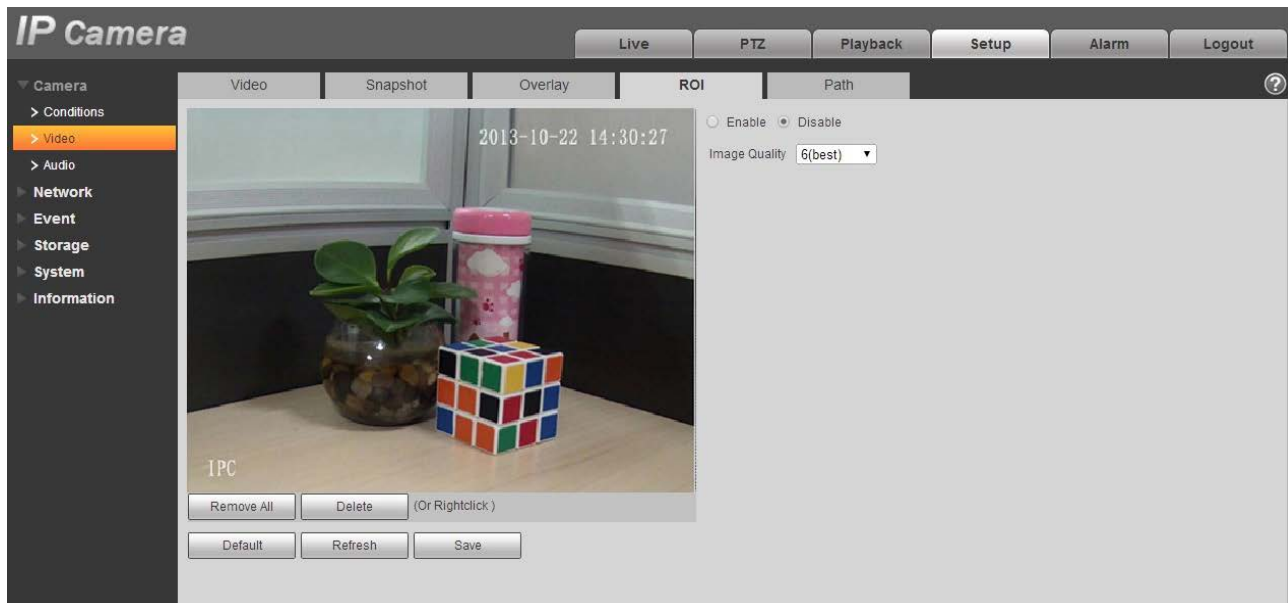 IP Camera
Live
PTZ
Playback
Setup
Alarm
Logout
Camera
> Conditions
> Video
> Audio
Network
Event
Storage
System
Information
Video
Snapshot
Overlay
ROI
Path
?
2013-10-22 14:30:27
IPC
Enable
Disable
Image Quality 6(best)
Remove All
Delete
(Or Rightclick )
Default
Refresh
Save